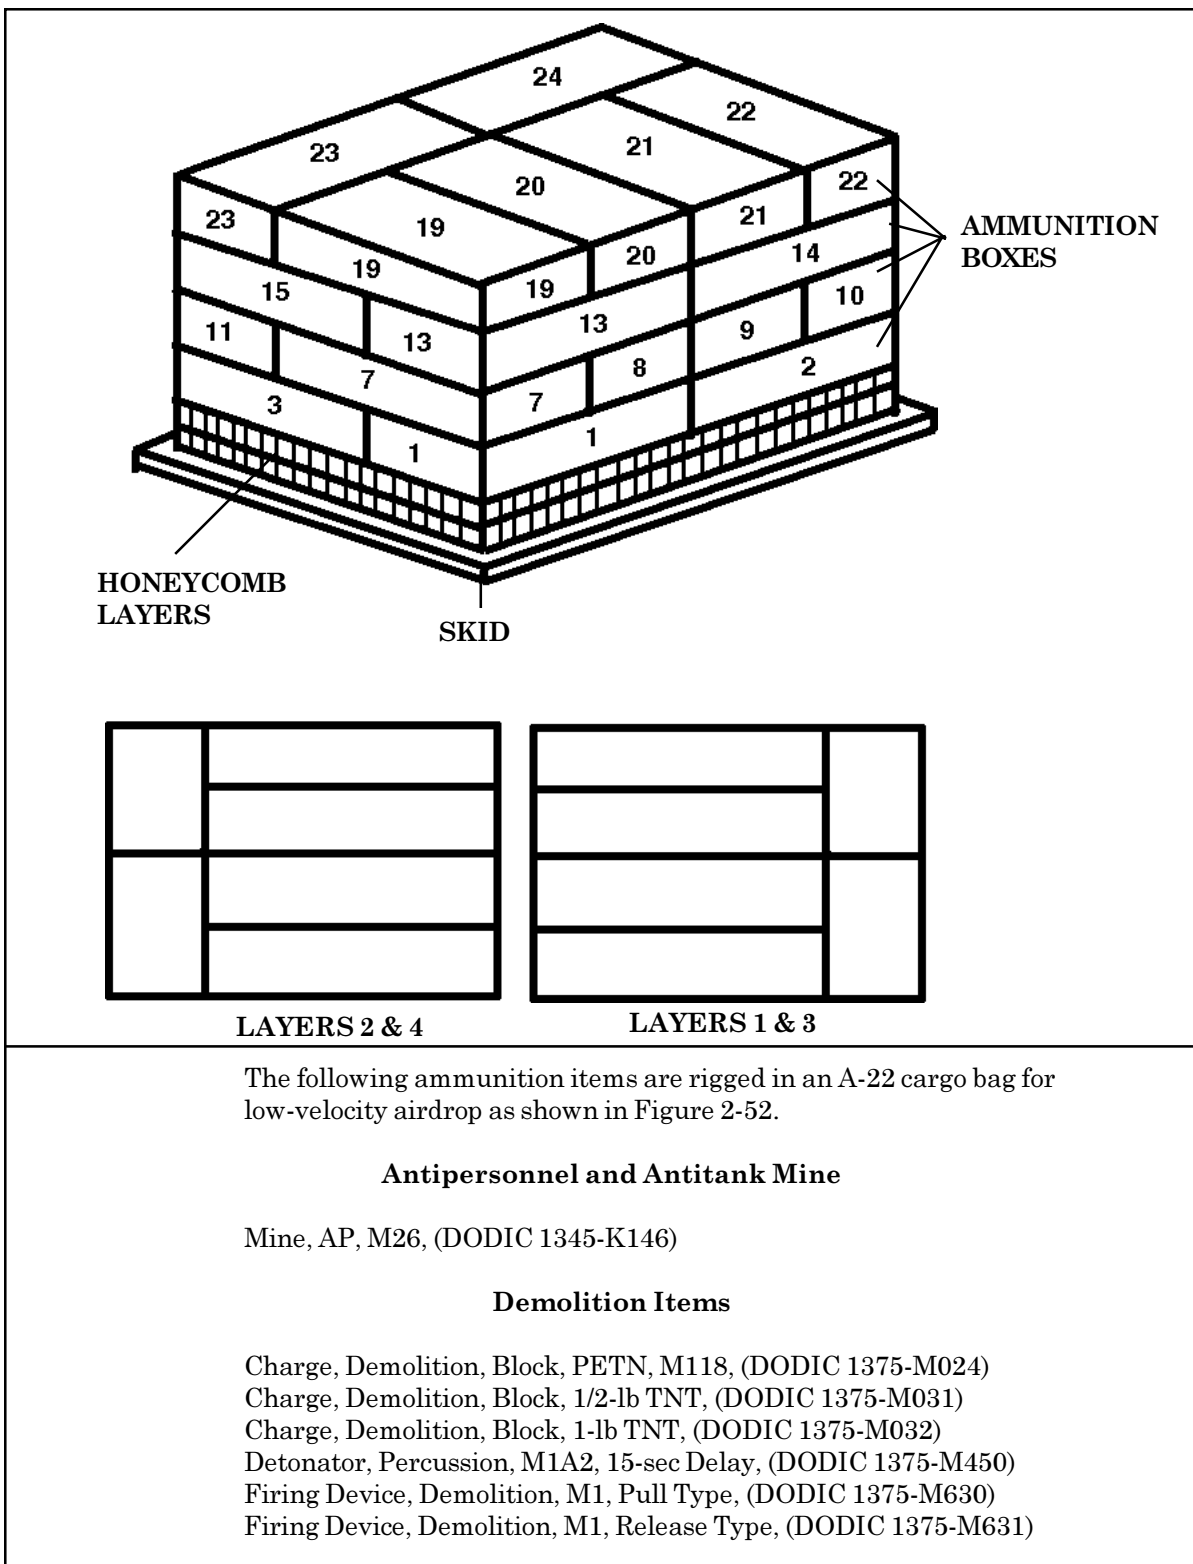 24
22
23
21
20
19
22
23
21
19
20
14
19
15
13
10
13
11
9
8
7
2
7
3
1
1
AMMUNITION
BOXES
HONEYCOMB
LAYERS
SKID
LAYERS 2 & 4
LAYERS 1 & 3
The following ammunition items are rigged in an A-22 cargo bag for
low-velocity airdrop as shown in Figure 2-52.
Antipersonnel and Antitank Mine
Mine, AP, M26, (DODIC 1345-K146)
Demolition Items
Charge, Demolition, Block, PETN, M118, (DODIC 1375-M024)
Charge, Demolition, Block, 1/2-lb TNT, (DODIC 1375-M031)
Charge, Demolition, Block, 1-lb TNT, (DODIC 1375-M032)
Detonator, Percussion, M1A2, 15-sec Delay, (DODIC 1375-M450)
Firing Device, Demolition, M1, Pull Type, (DODIC 1375-M630)
Firing Device, Demolition, M1, Release Type, (DODIC 1375-M631)